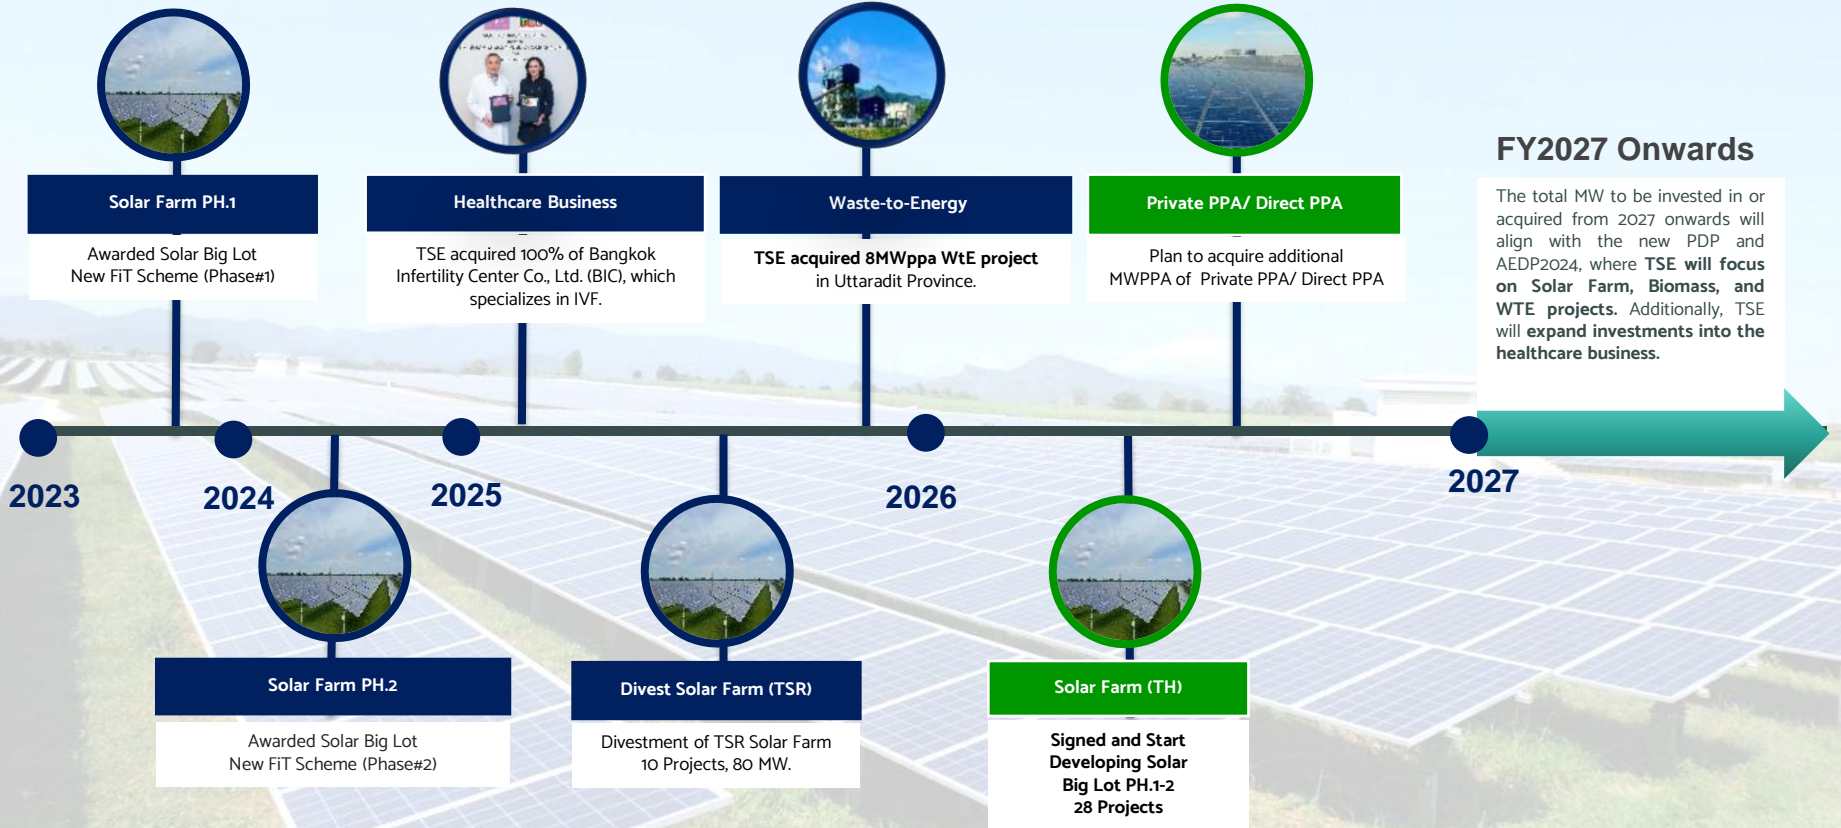 Solar Farm PH.1
Awarded Solar Big Lot
New FiT Scheme (Phase#1)
Healthcare Business
TSE acquired 100% of Bangkok
Infertility Center Co., Ltd. (BIC), which
specializes in IVF.
Waste-to-Energy
TSE acquired 8MWppa WtE project
in Uttaradit Province.
Private PPA/ Direct PPA
Plan to acquire additional
MWPPA of Private PPA/ Direct PPA
FY2027 Onwards
The total MW to be invested in or
acquired from 2027 onwards will
align with the new PDP and
AEDP2024, where TSE will focus
on Solar Farm, Biomass, and
WTE projects. Additionally, TSE
will expand investments into the
healthcare business.
2023
2024
2025
2026
2027
Solar Farm PH.2
Awarded Solar Big Lot
New FiT Scheme (Phase#2)
Divest Solar Farm (TSR)
Divestment of TSR Solar Farm
10 Projects, 80 MW.
Solar Farm (TH)
Signed and Start
Developing Solar
Big Lot PH.1-2
28 Projects